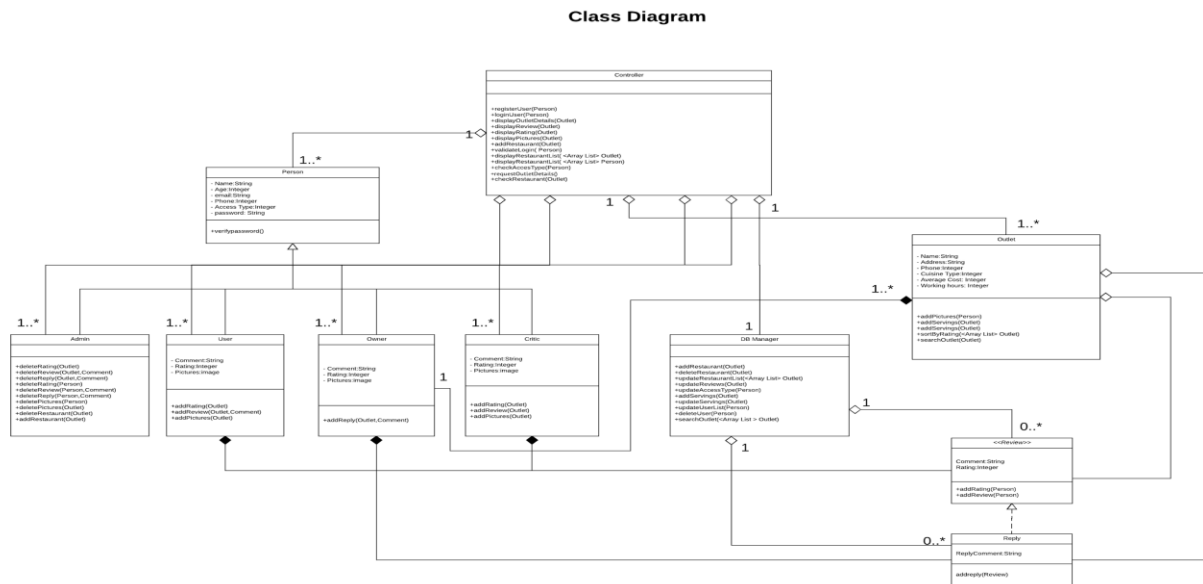 Class Diagram
Controller
+registerUser(Person)
+loginUser(Person)
+displayOutletDetails(Outlet)
+displayReview(Outlet)
+displayRating(Outlet)
+displayPictures(Outlet)
+addRestaurant(Outlet)
+validateLogin( Person)
+displayRestaurantList( <Array List> Outlet)
+displayRestaurantList( <Array List> Person)
+checkAccesType(Person)
+requestOutletDetails()
+checkRestaurant(Outlet)
1
1..*
Person
- Name:String
- Age:Integer
- email:String
- Phone:Integer
- Access Type:Integer
- password: String
+verifypassword()
1
1
1..*
Outlet
- Name:String
- Address:String
- Phone:Integer
- Cuisine Type:Integer
- Average Cost: Integer
- Working hours: Integer
+addPictures(Person)
+addServings(Outlet)
+addServings(Outlet)
+sortByRating(<Array List> Outlet)
+searchOutlet(Outlet)
1..*
1..*
1..*
1..*
1..*
1
Admin
+deleteRating(Outlet)
+deleteReview(Outlet,Comment)
+deleteReply(Outlet,Comment)
+deleteRating(Person)
+deleteReview(Person,Comment)
+deleteReply(Person,Comment)
+deletePictures(Person)
+deletePictures(Outlet)
+deleteRestaurant(Outlet)
+addRestaurant(Outlet)
User
- Comment:String
- Rating:Integer
- Pictures:Image
+addRating(Outlet)
+addReview(Outlet,Comment)
+addPictures(Outlet)
Owner
- Comment:String
- Rating:Integer
- Pictures:Image
+addReply(Outlet,Comment)
1
Critic
- Comment:String
- Rating:Integer
- Pictures:Image
+addRating(Outlet)
+addReview(Outlet)
+addPictures(Outlet)
DB Manager
+addRestaurant(Outlet)
+deleteRestaurant(Outlet)
+updateRestaurantList(<Array List> Outlet)
+updateReviews(Outlet)
+updateAccessType(Person)
+addServings(Outlet)
+updateServings(Outlet)
+updateUserList(Person)
+deleteUser(Person)
+searchOutlet(<Array List > Outlet)
1
0..*
1
<<Review>>
Comment:String
Rating:Integer
+addRating(Person)
+addReview(Person)
0..*
Reply
ReplyComment:String
addreply(Review)